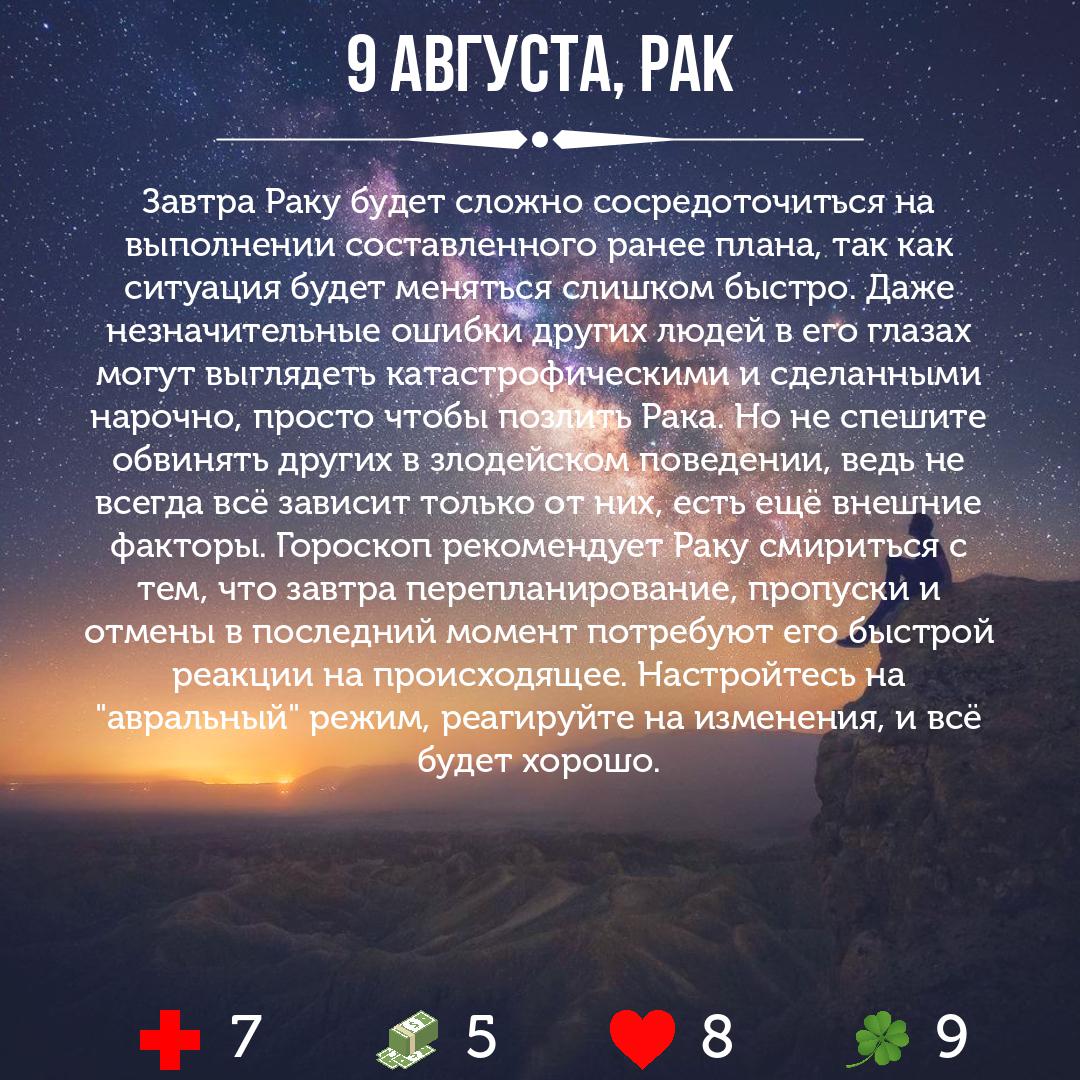 9 АВГУСТА, РАК
Завтра Раку будет сложно сосредоточиться на
выполнении составленного ранее плана, так как
ситуация будет меняться слишком быстро. Даже
незначительные ошибки других людей в его глазах
могут выглядеть катастрофическими и сделанными
нарочно, просто чтобы позлить Рака. Но не спешите
обвинять других в злодейском поведении, ведь не
всегда всё зависит только от них, есть ещё внешние
факторы. Гороскоп рекомендует Раку смириться с
тем, что завтра перепланирование, пропуски и
отмены в последний момент потребуют его быстрой
реакции на происходящее. Настройтесь на
"авральный" режим, реагируйте на изменения, и всё
будет хорошо.
7 5 8 9